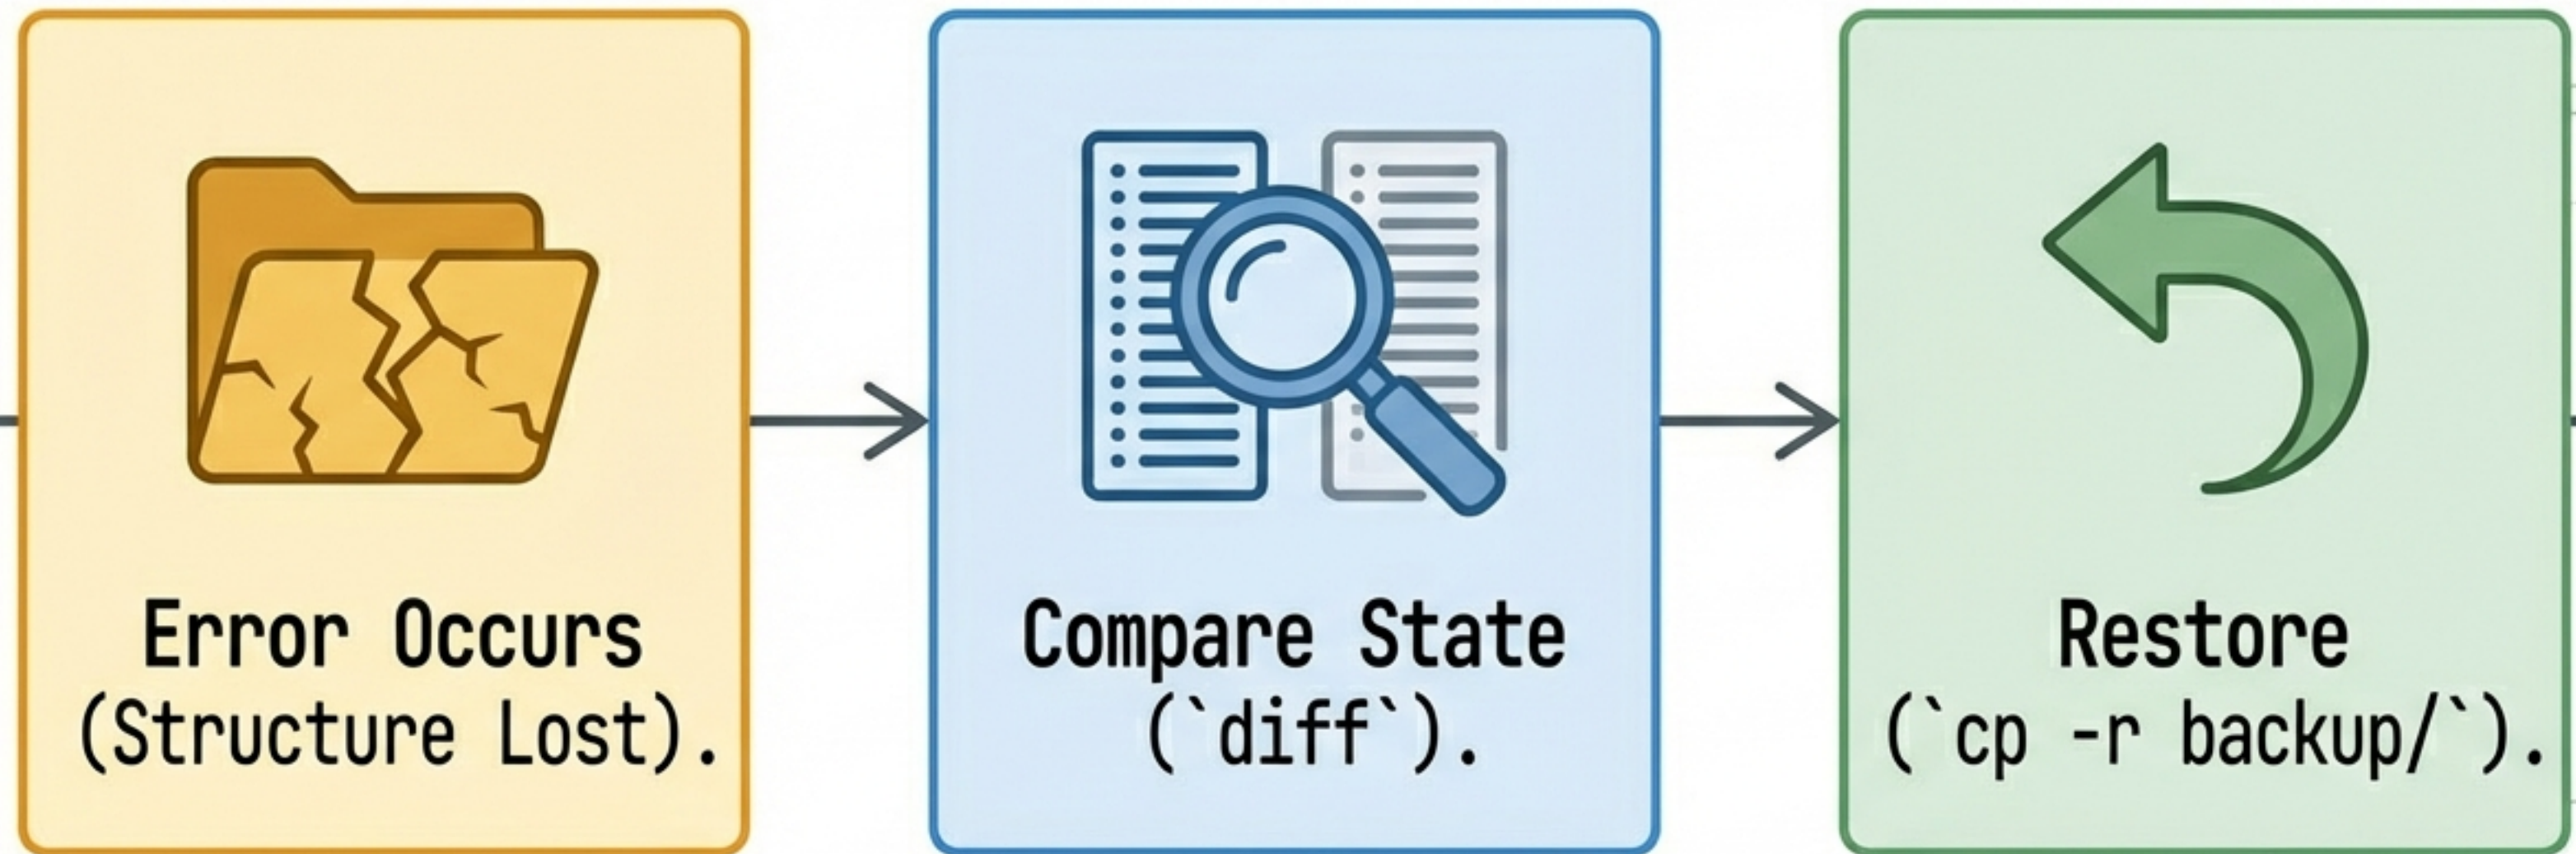 Error Occurs
(Structure Lost).
Compare State
(`diff`).
Restore
(`cp -r backup/`).